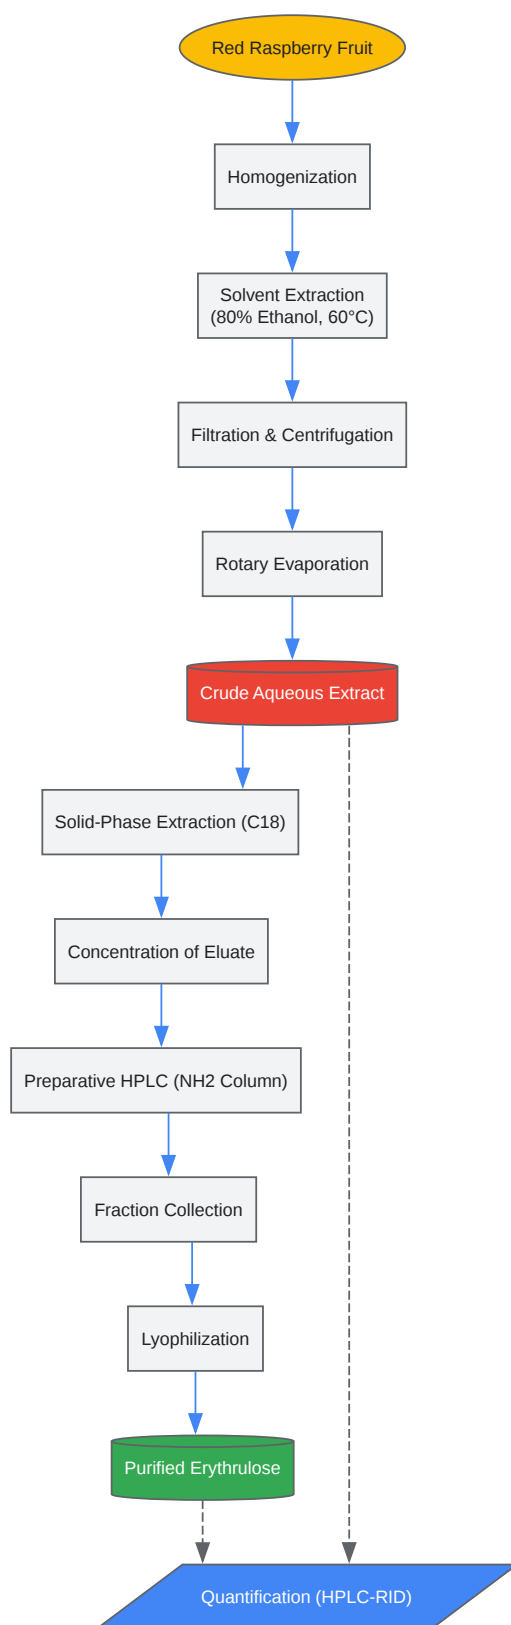 Red Raspberry Fruit
Homogenization
Solvent Extraction
(80% Ethanol, 60°C)
Filtration & Centrifugation
Rotary Evaporation
Crude Aqueous Extract
Solid-Phase Extraction (C18)
Concentration of Eluate
Preparative HPLC (NH2 Column)
Fraction Collection
Lyophilization
Purified Erythrulose
Quantification (HPLC-RID)